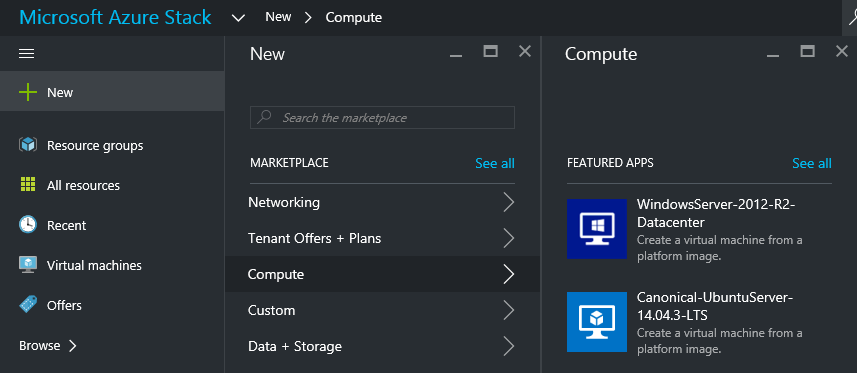 Microsoft Azure Stack
New > Compute
New
Resource groups
All resources
Recent
Virtual machines
Offers
Browse
New
Search the marketplace
MARKETPLACE
See all
Networking
Tenant Offers + Plans
Compute
Custom
Data + Storage
Compute
FEATURED APPS
See all
WindowsServer-2012-R2-
Datacenter
Create a virtual machine from a
platform image.
Canonical-UbuntuServer-
14.04.3-LTS
Create a virtual machine from a
platform image.